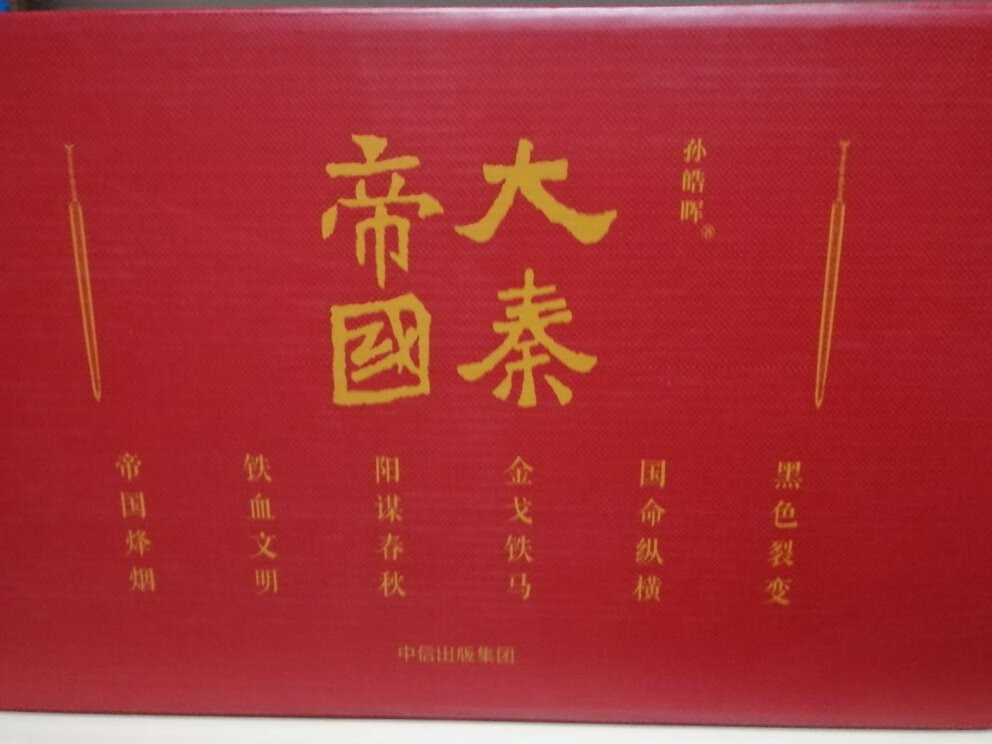 大秦
帝國
孙皓晖 著
黑色裂变
国命纵横
金戈铁马
阳谋春秋
铁血文明
帝国烽烟
中信出版集团